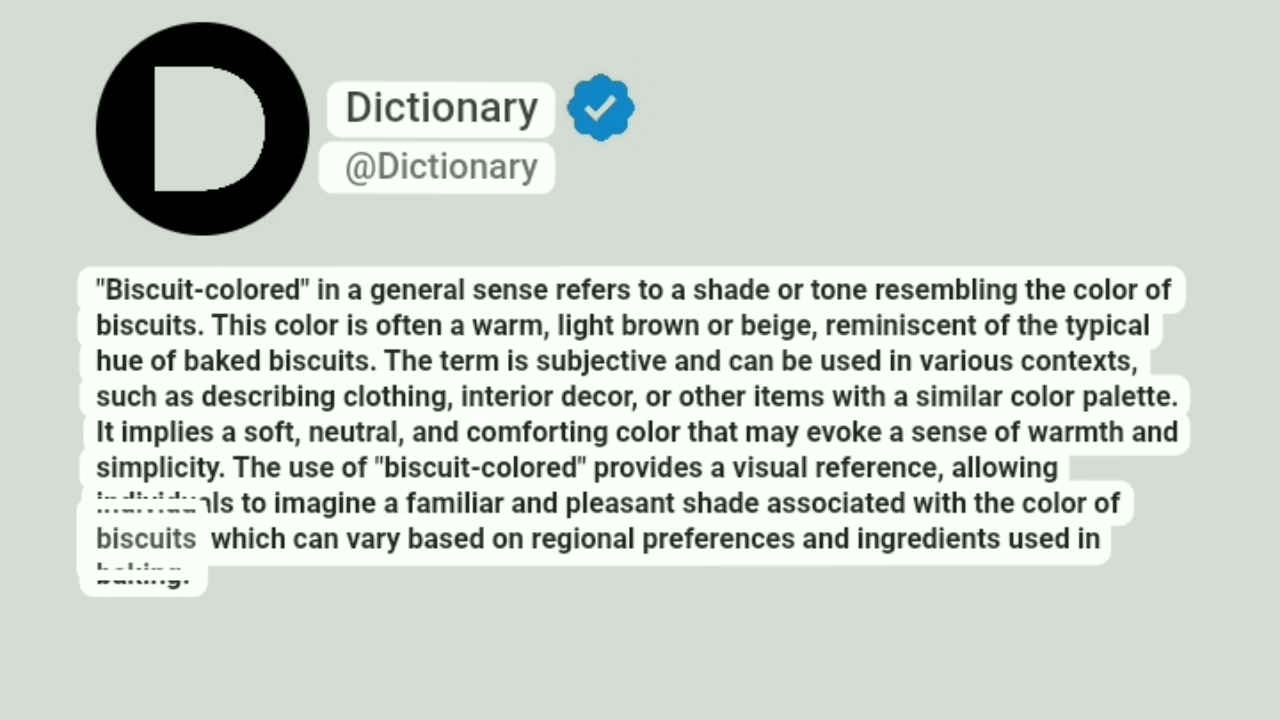 D
Dictionary
@Dictionary
"Biscuit-colored" in a general sense refers to a shade or tone resembling the color of
biscuits. This color is often a warm, light brown or beige, reminiscent of the typical
hue of baked biscuits. The term is subjective and can be used in various contexts,
such as describing clothing, interior decor, or other items with a similar color palette.
It implies a soft, neutral, and comforting color that may evoke a sense of warmth and
simplicity. The use of "biscuit-colored" provides a visual reference, allowing
individuals to imagine a familiar and pleasant shade associated with the color of
biscuits which can vary based on regional preferences and ingredients used in
baking.